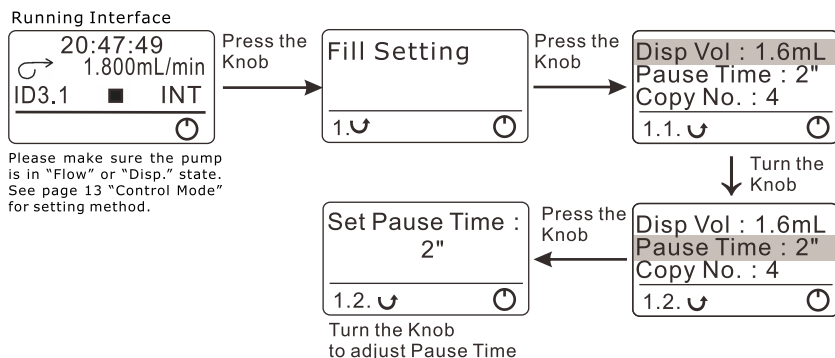 Running Interface
20:47:49
1.800mL/min
ID3.1 INT
Please make sure the pump
is in “Flow” or “Disp.” state.
See page 13 “Control Mode”
for setting method.
Press the
Knob
Fill Setting
1.
Press the
Knob
Disp Vol : 1.6mL
Pause Time : 2"
Copy No. : 4
1.1.
Turn the
Knob
Disp Vol : 1.6mL
Pause Time : 2"
Copy No. : 4
1.2.
Press the
Knob
Set Pause Time :
2"
1.2.
Turn the Knob
to adjust Pause Time